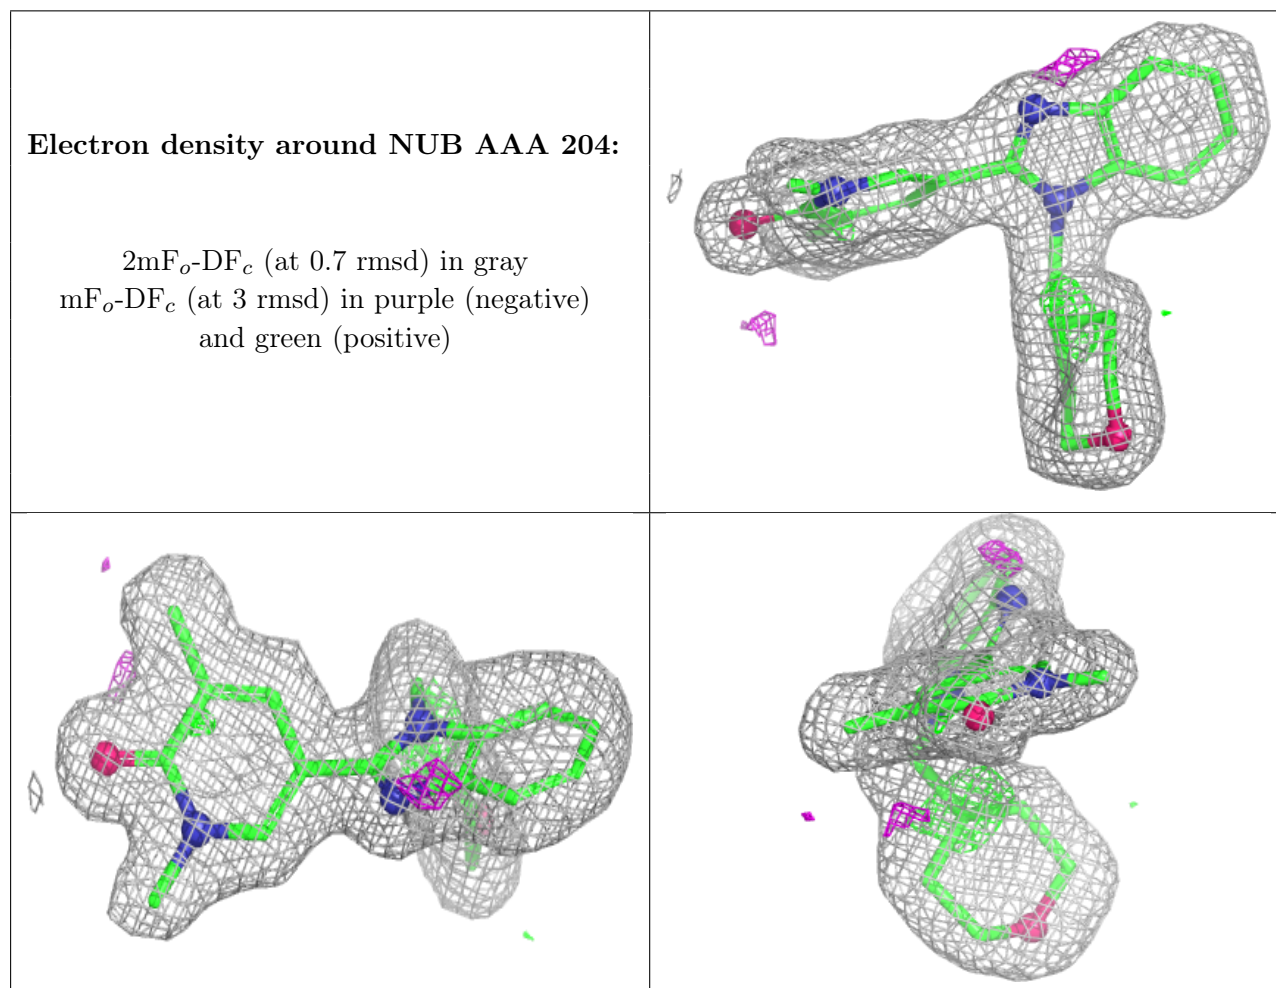 Electron density around NUB AAA 204:
2mFo-DFc (at 0.7 rmsd) in gray
mFo-DFc (at 3 rmsd) in purple (negative)
and green (positive)